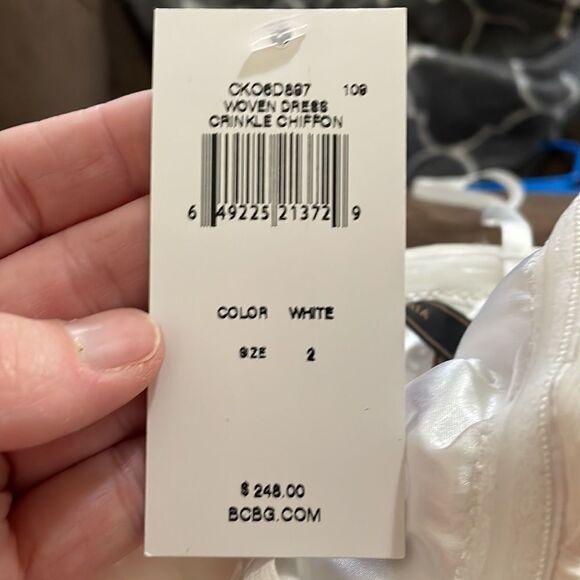 CKO6D897 109
WOVEN DRESS
CRINKLE CHIFFON
6 49225 21372 9
COLOR WHITE
SIZE 2
$ 248.00
BCBG.COM